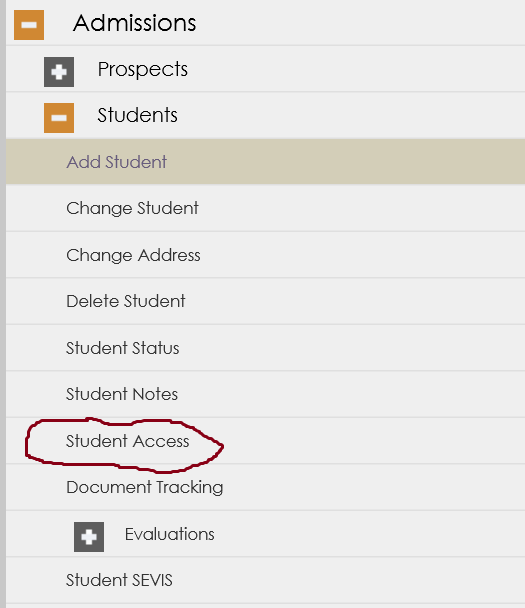 Admissions
Prospects
Students
Add Student
Change Student
Change Address
Delete Student
Student Status
Student Notes
Student Access
Document Tracking
Evaluations
Student SEVIS